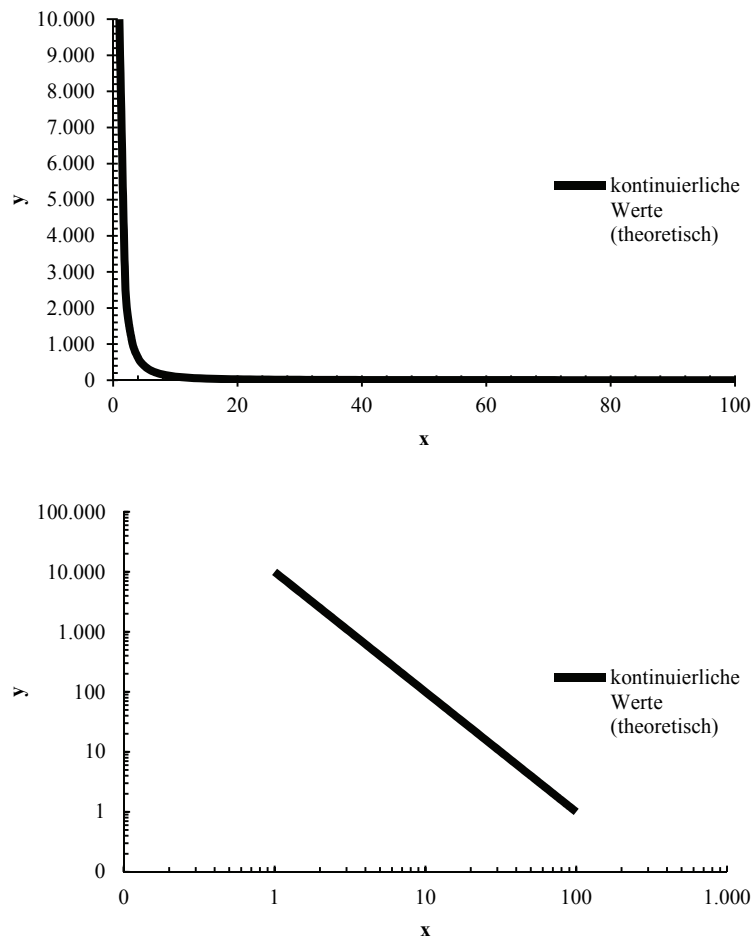 10.000
9.000
8.000
7.000
6.000
5.000
4.000
3.000
2.000
1.000
0
y
kontinuierliche
Werte
(theoretisch)
0 20 40 60 80 100
x
100.000
10.000
1.000
100
10
1
0
y
kontinuierliche
Werte
(theoretisch)
0 1 10 100 1.000
x